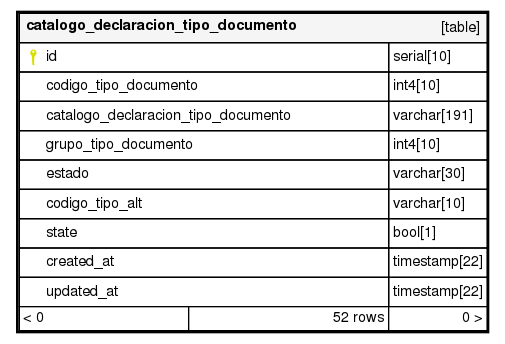 catalogo_declaracion_tipo_documento [table]
id serial[10]
codigo_tipo_documento int4[10]
catalogo_declaracion_tipo_documento varchar[191]
grupo_tipo_documento int4[10]
estado varchar[30]
codigo_tipo_alt varchar[10]
state bool[1]
created_at timestamp[22]
updated_at timestamp[22]
< 0 52 rows 0 >